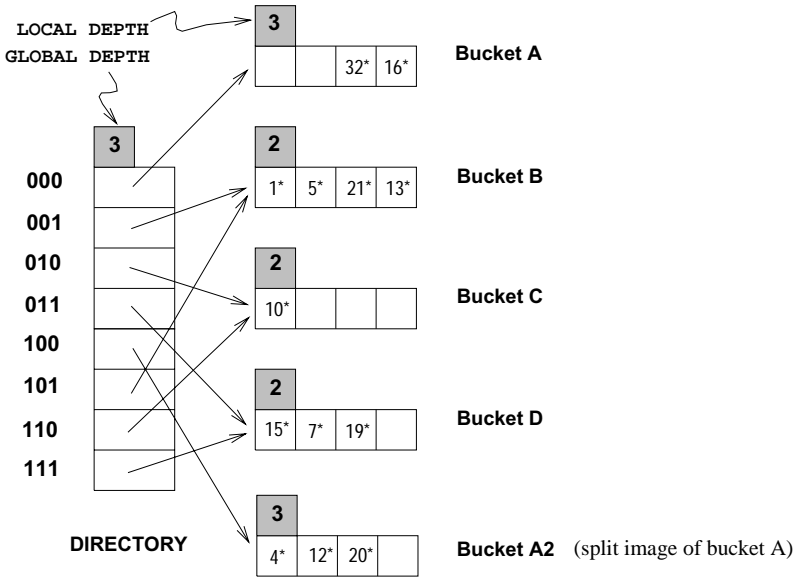 LOCAL DEPTH
GLOBAL DEPTH
3
32* 16*
Bucket A
3
000
001
010
011
100
101
110
111
DIRECTORY
2
1* 5* 21* 13*
Bucket B
2
10*
Bucket C
2
15* 7* 19*
Bucket D
3
4* 12* 20*
Bucket A2 (split image of bucket A)